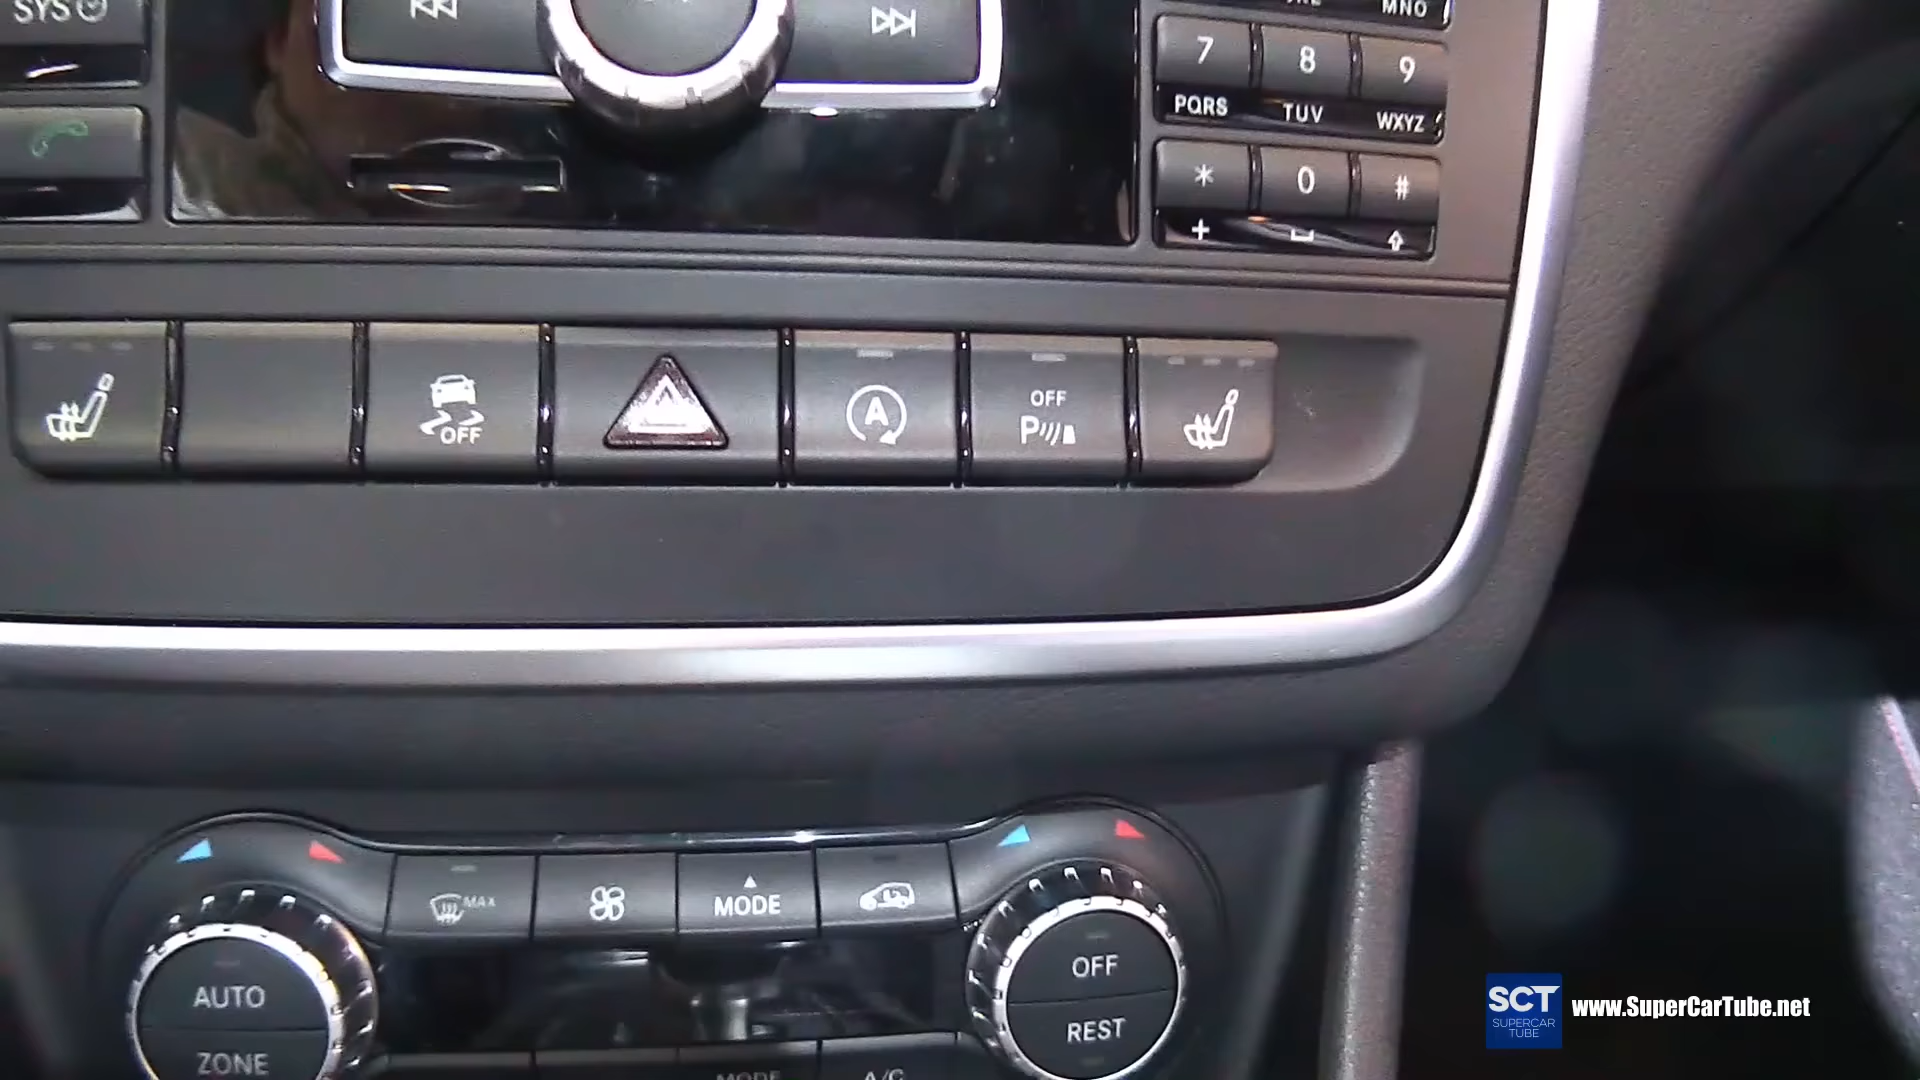 SYS
MNO
7 8 9
PQRS TUV WXYZ
* 0 #
+
OFF
A
OFF
P
MAX
MODE
AUTO
ZONE
OFF
REST
MODE
A/C
SCT
SUPERCAR
TUBE
www.SuperCarTube.net